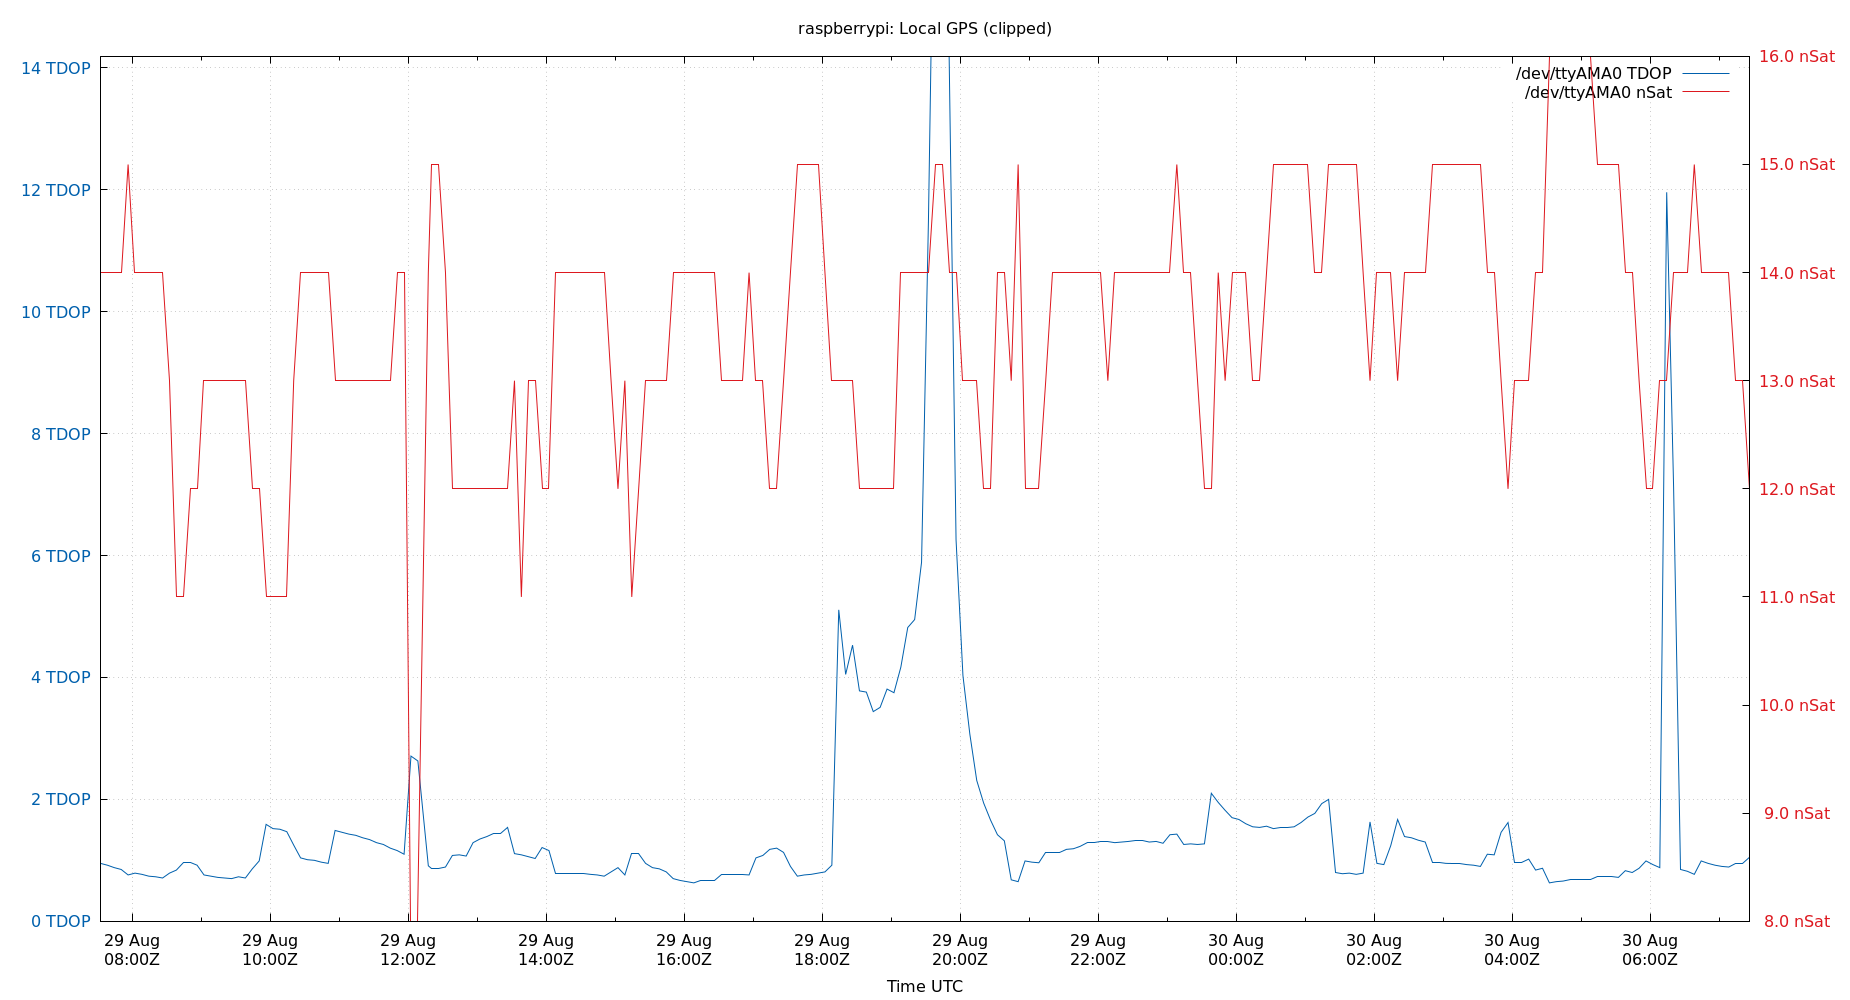 raspberrypi: Local GPS (clipped)
14 TDOP
12 TDOP
10 TDOP
8 TDOP
6 TDOP
4 TDOP
2 TDOP
0 TDOP
16.0 nSat
15.0 nSat
14.0 nSat
13.0 nSat
12.0 nSat
11.0 nSat
10.0 nSat
9.0 nSat
8.0 nSat
/dev/ttyAMA0 TDOP
/dev/ttyAMA0 nSat
29 Aug
08:00Z
29 Aug
10:00Z
29 Aug
12:00Z
29 Aug
14:00Z
29 Aug
16:00Z
29 Aug
18:00Z
29 Aug
20:00Z
29 Aug
22:00Z
30 Aug
00:00Z
30 Aug
02:00Z
30 Aug
04:00Z
30 Aug
06:00Z
Time UTC